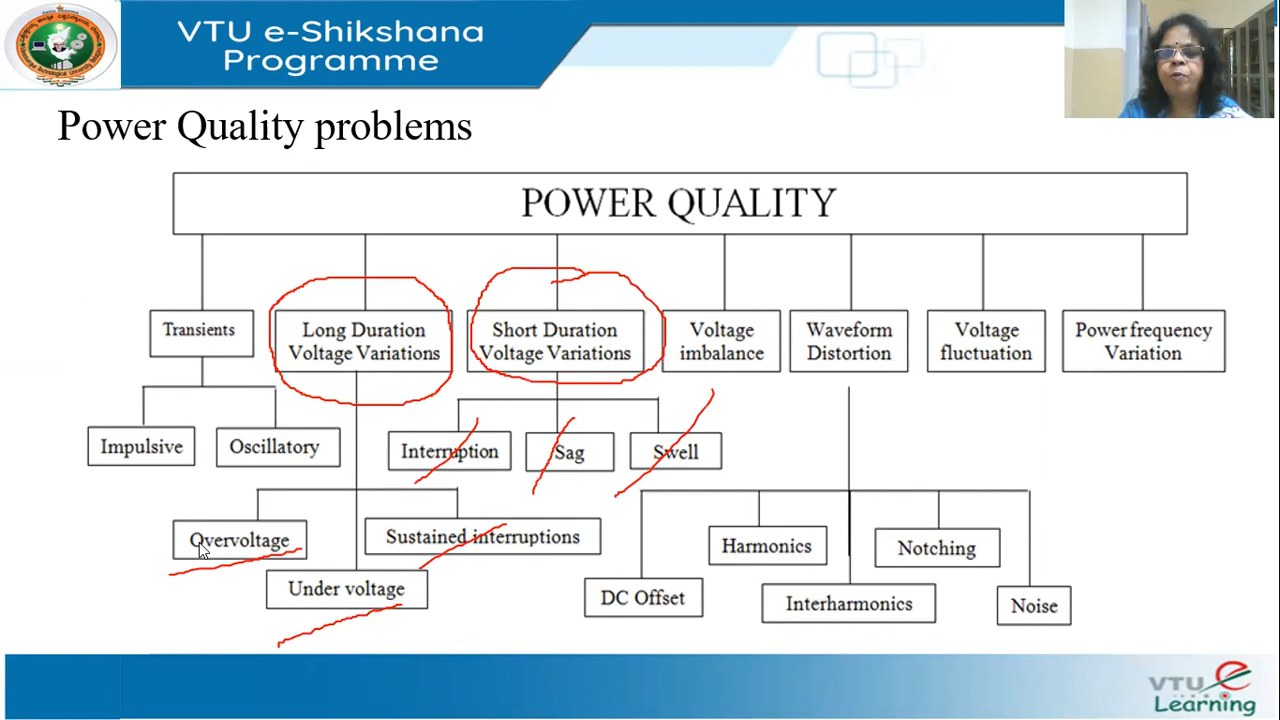 VTU e-Shikshana
Programme
Power Quality problems
POWER QUALITY
Transients
Long Duration
Voltage Variations
Short Duration
Voltage Variations
Voltage
imbalance
Waveform
Distortion
Voltage
fluctuation
Power frequency
Variation
Impulsive
Oscillatory
Interruption
Sag
Swell
Overvoltage
Sustained interruptions
Under voltage
Harmonics
Notching
DC Offset
Interharmonics
Noise
VTU e
Learning